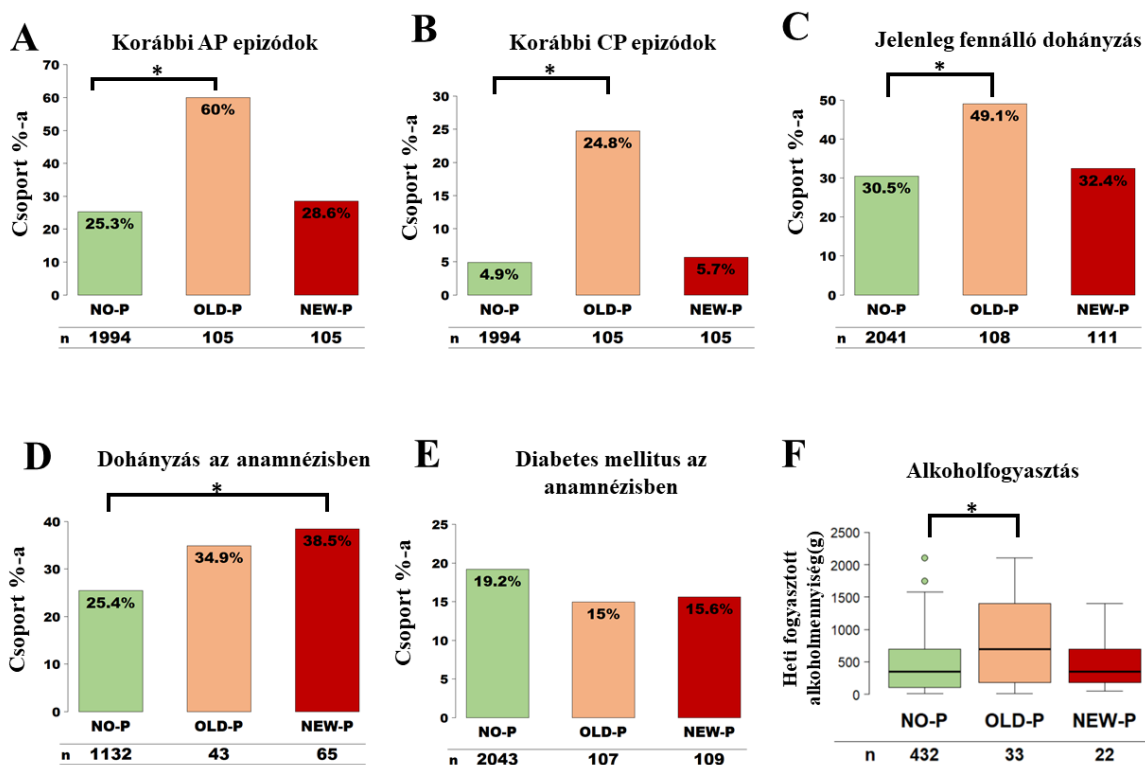 A
Korábbi AP epizódok
*
Csoport %-a
70
60
50
40
30
20
10
0
25.3%
60%
28.6%
NO-P OLD-P NEW-P
n 1994 105 105
B
Korábbi CP epizódok
*
Csoport %-a
30
25
20
15
10
5
0
4.9%
24.8%
5.7%
NO-P OLD-P NEW-P
n 1994 105 105
C
Jelenleg fennálló dohányzás
*
Csoport %-a
50
40
30
20
10
0
30.5%
49.1%
32.4%
NO-P OLD-P NEW-P
n 2041 108 111
D
Dohányzás az anamnézisben
*
Csoport %-a
40
30
20
10
0
25.4%
34.9%
38.5%
NO-P OLD-P NEW-P
n 1132 43 65
E
Diabetes mellitus az
anamnézisben
Csoport %-a
25
20
15
10
5
0
19.2%
15%
15.6%
NO-P OLD-P NEW-P
n 2043 107 109
F
Alkoholfogyasztás
*
Heti fogyasztott
alkoholmennyiség(g)
2500
2000
1500
1000
500
0
NO-P OLD-P NEW-P
n 432 33 22